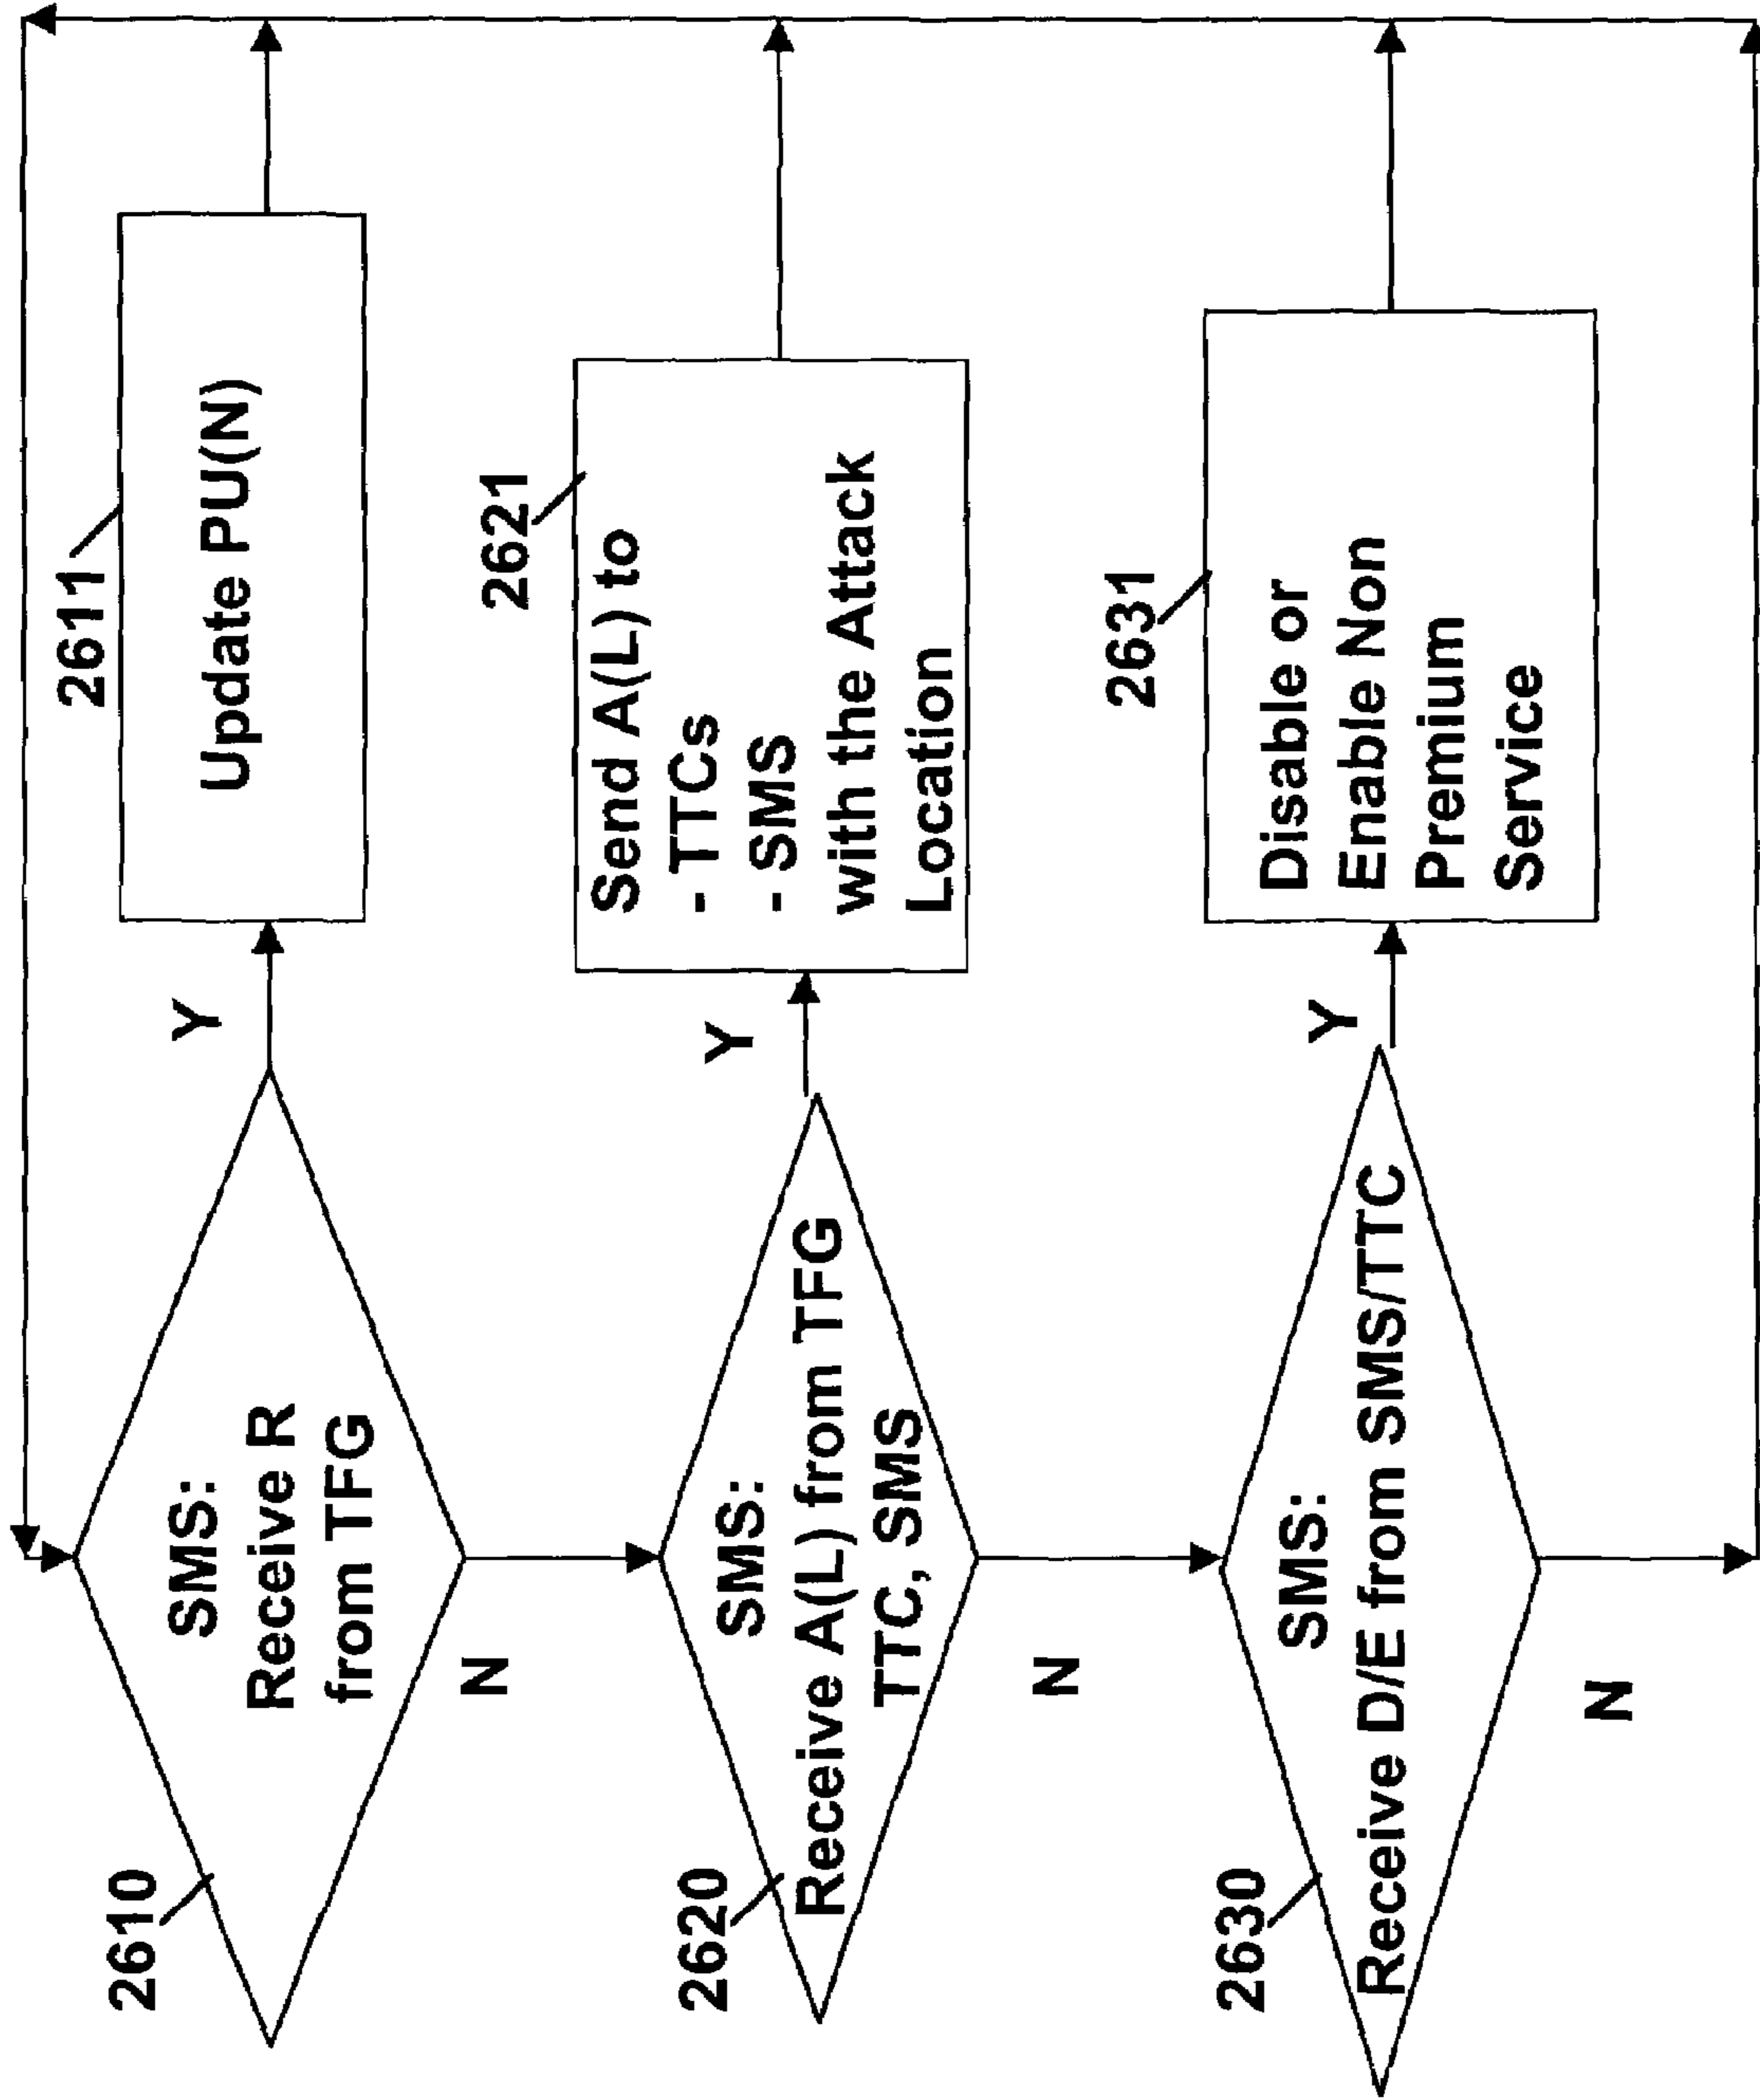 2610
SMS:
Receive R
from TFG
Y
N
2611
Update PU(N)
2620
SMS:
Receive A(L) from TFG
TTC, SMS
Y
N
2621
Send A(L) to
- TTCs
- SMS
with the Attack
Location
2630
SMS:
Receive D/E from SMS/TTC
Y
N
2631
Disable or
Enable Non
Premium
Service